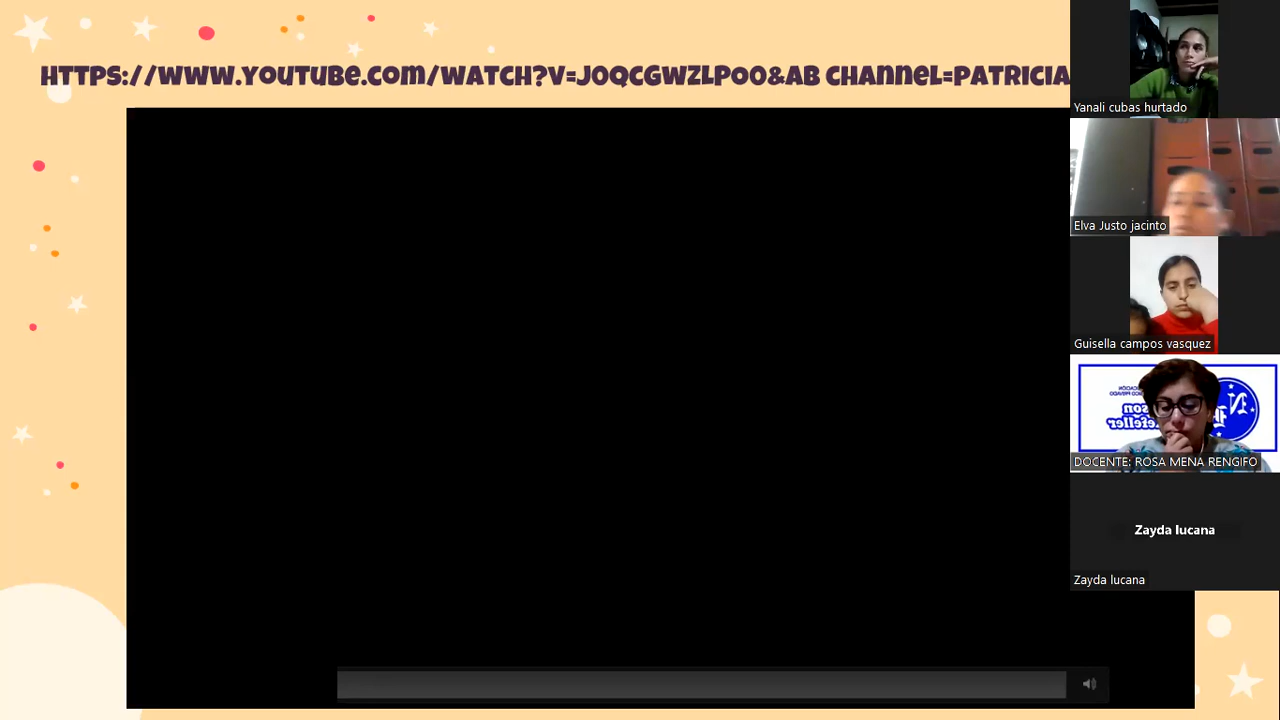 HTTPS://WWW.YOUTUBE.COM/WATCH?V=J0QCGWZLPO0&AB CHANNEL=PATRICIA
Yanali cubas hurtado
Elva Justo jacinto
Guisella campos vasquez
DOCENTE: ROSA MENA RENGIFO
Zayda lucana
Zayda lucana